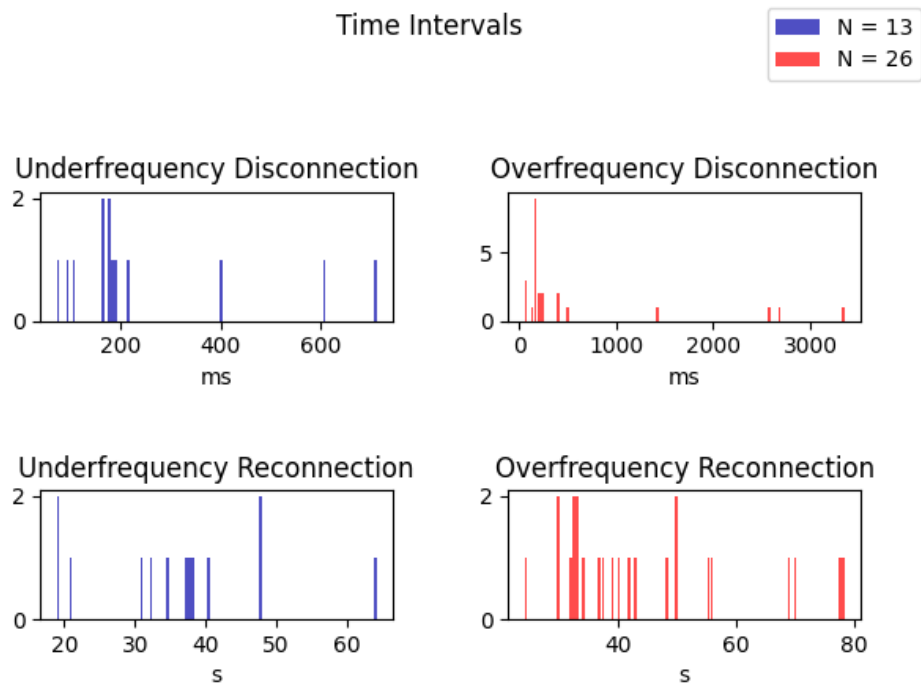 Time Intervals
N = 13
N = 26
Underfrequency Disconnection
2
0
200 400 600
ms
Overfrequency Disconnection
5
0
0 1000 2000 3000
ms
Underfrequency Reconnection
2
0
20 30 40 50 60
s
Overfrequency Reconnection
2
0
40 60 80
s